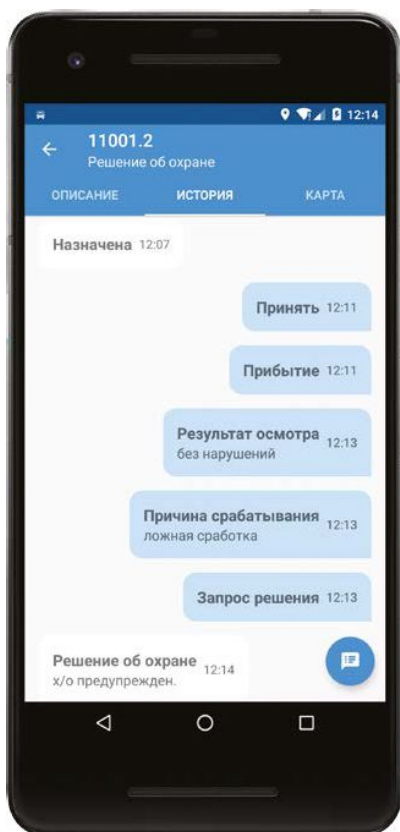 12:14
11001.2
Решение об охране
ОПИСАНИЕ ИСТОРИЯ КАРТА
Назначена 12:07
Принять 12:11
Прибытие 12:11
Результат осмотра 12:13
без нарушений
Причина срабатывания 12:13
ложная сработка
Запрос решения 12:13
Решение об охране 12:14
х/о предупрежден.